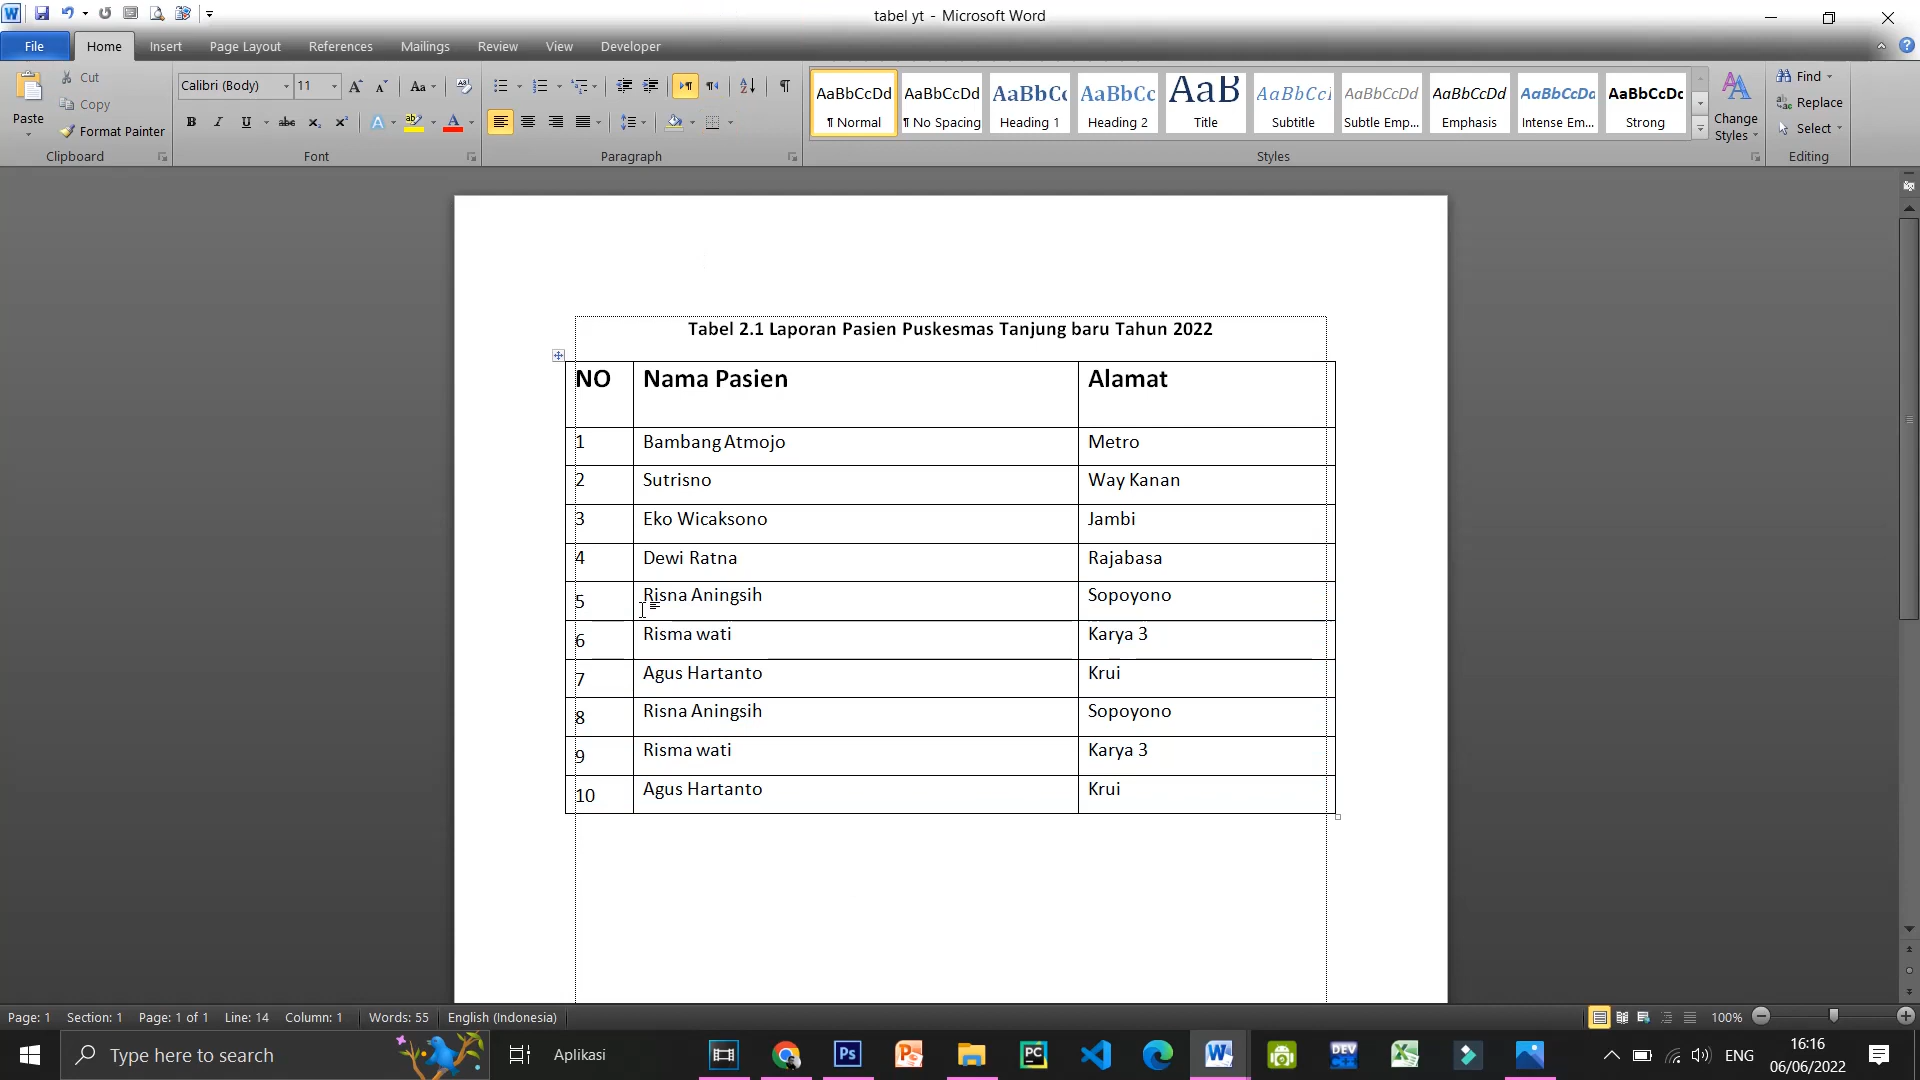 tabel yt - Microsoft Word
File Home Insert Page Layout References Mailings Review View Developer
Paste
Cut
Copy
Format Painter
Clipboard
Calibri (Body) 11
Font
Paragraph
AaBbCcDd AaBbCcDd AaBbCc AaBbCc AaB AaBbCcI AaBbCcDd AaBbCcDd AaBbCcDc AaBbCcDc
¶ Normal ¶ No Spacing Heading 1 Heading 2 Title Subtitle Subtle Emp... Emphasis Intense Em... Strong
Change Styles
Styles
Find
Replace
Select
Editing
Tabel 2.1 Laporan Pasien Puskesmas Tanjung baru Tahun 2022
NO Nama Pasien Alamat
1 Bambang Atmojo Metro
2 Sutrisno Way Kanan
3 Eko Wicaksono Jambi
4 Dewi Ratna Rajabasa
5 Risna Aningsih Sopoyono
6 Risma wati Karya 3
7 Agus Hartanto Krui
8 Risna Aningsih Sopoyono
9 Risma wati Karya 3
10 Agus Hartanto Krui
Page: 1 Section: 1 Page: 1 of 1 Line: 14 Column: 1 Words: 55 English (Indonesia) 100%
Type here to search Aplikasi ENG 16:16
06/06/2022